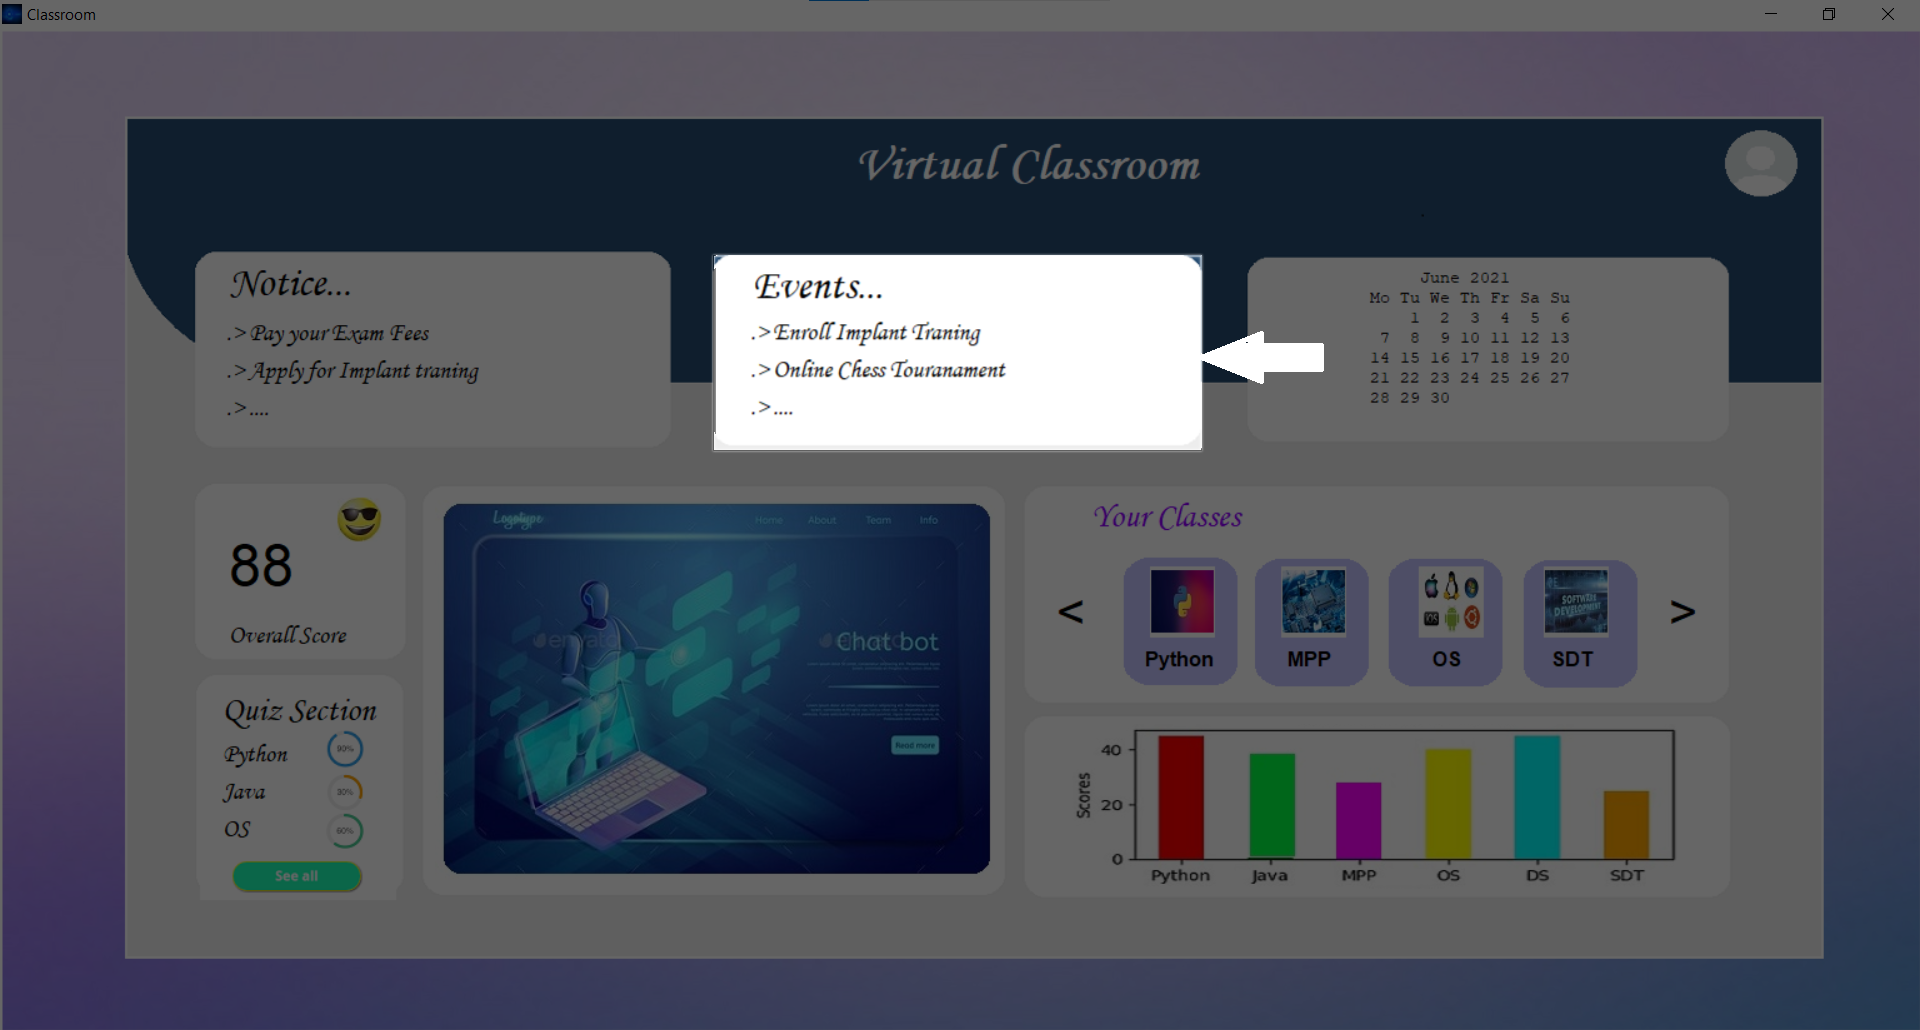 Classroom
Virtual Classroom
Notice...
.>Pay your Exam Fees
.>Apply for Implant traning
.>....
Events...
.>Enroll Implant Traning
.>Online Chess Touranament
.>....
June 2021
Mo Tu We Th Fr Sa Su
1 2 3 4 5 6
7 8 9 10 11 12 13
14 15 16 17 18 19 20
21 22 23 24 25 26 27
28 29 30
88
Overall Score
Quiz Section
Python 90%
Java 30%
OS 60%
See all
Logotype
Home About Team Info
envato
Chat bot
Read more
Your Classes
< >
SOFTWARE
DEVELOPMENT
Python MPP OS SDT
Scores
40
20
0
Python Java MPP OS DS SDT